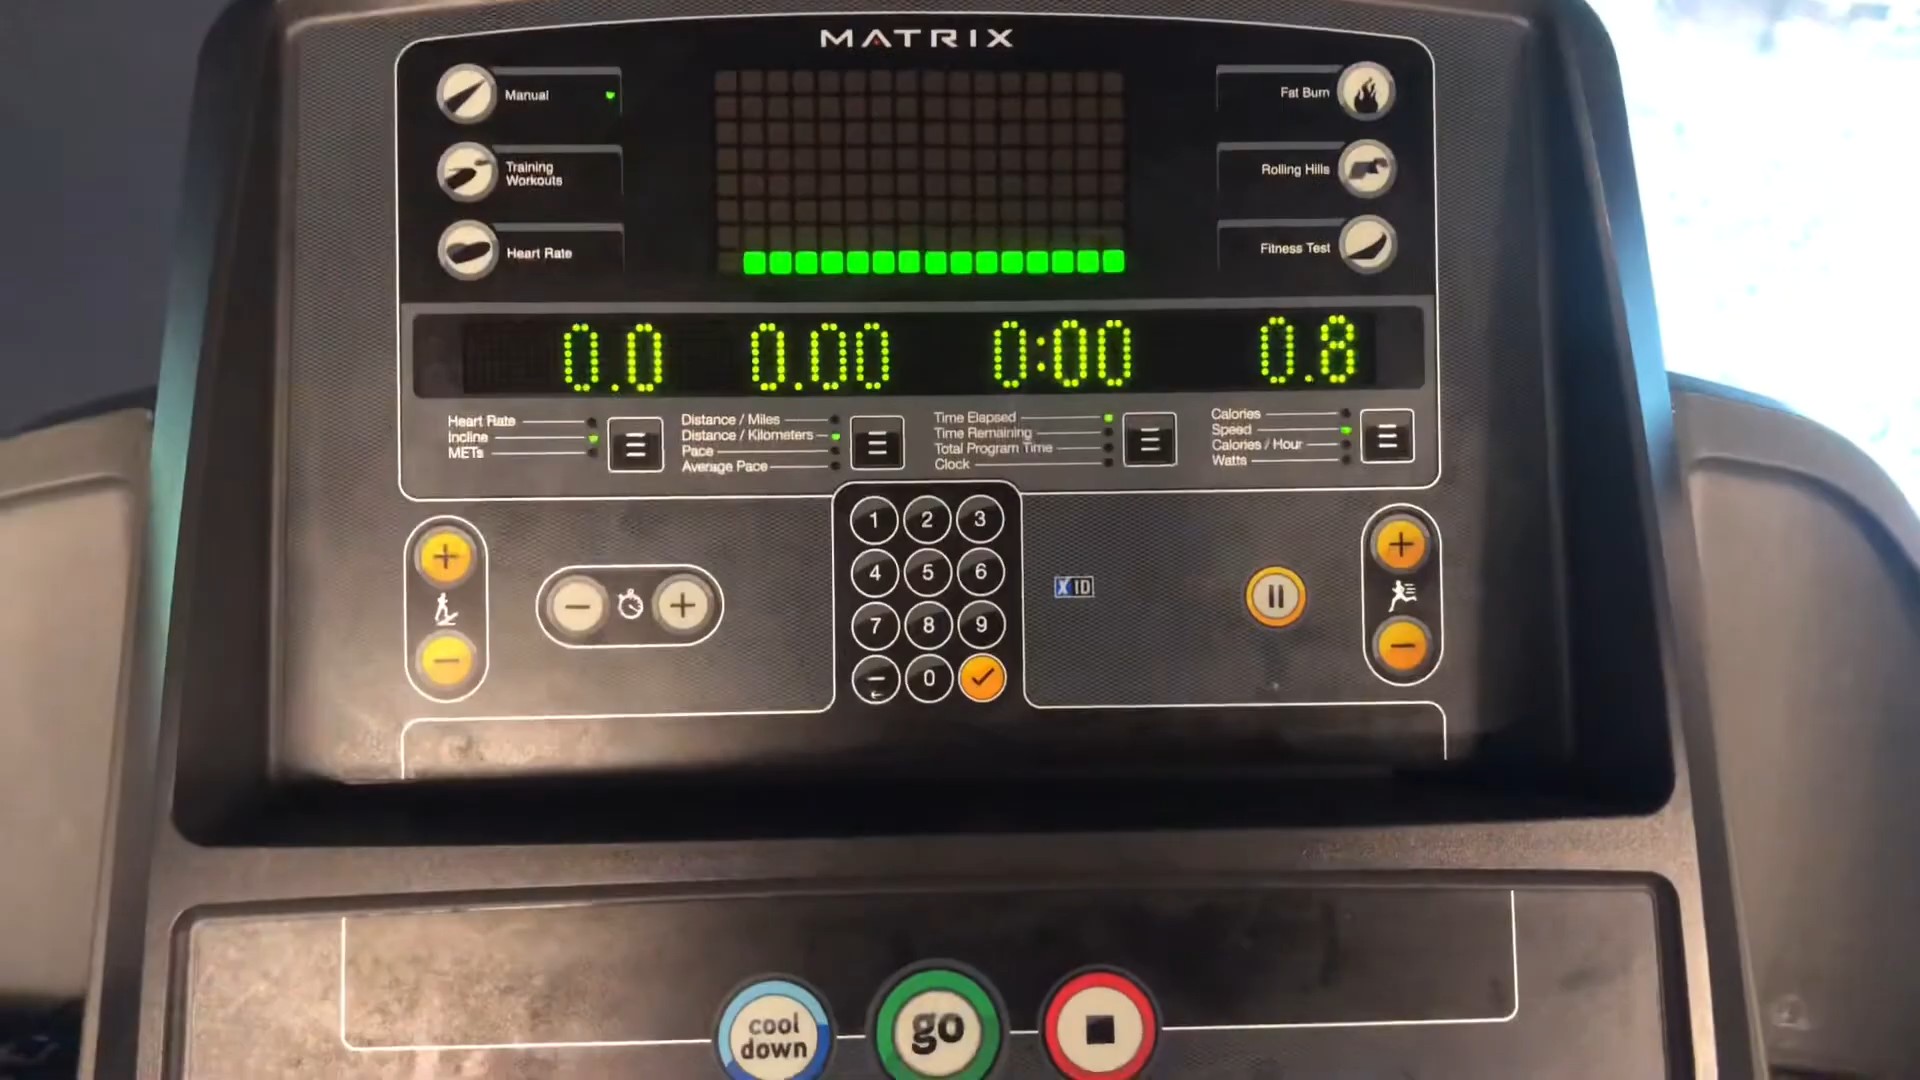 MATRIX
Manual
Training
Workouts
Heart Rate
Fat Burn
Rolling Hills
Fitness Test
0.0 0.00 0:00 0.8
Heart Rate
Incline
METs
Distance / Miles
Distance / Kilometers
Pace
Average Pace
Time Elapsed
Time Remaining
Total Program Time
Clock
Calories
Speed
Calories / Hour
Watts
1 2 3
4 5 6
7 8 9
0
X ID
cool
down
go